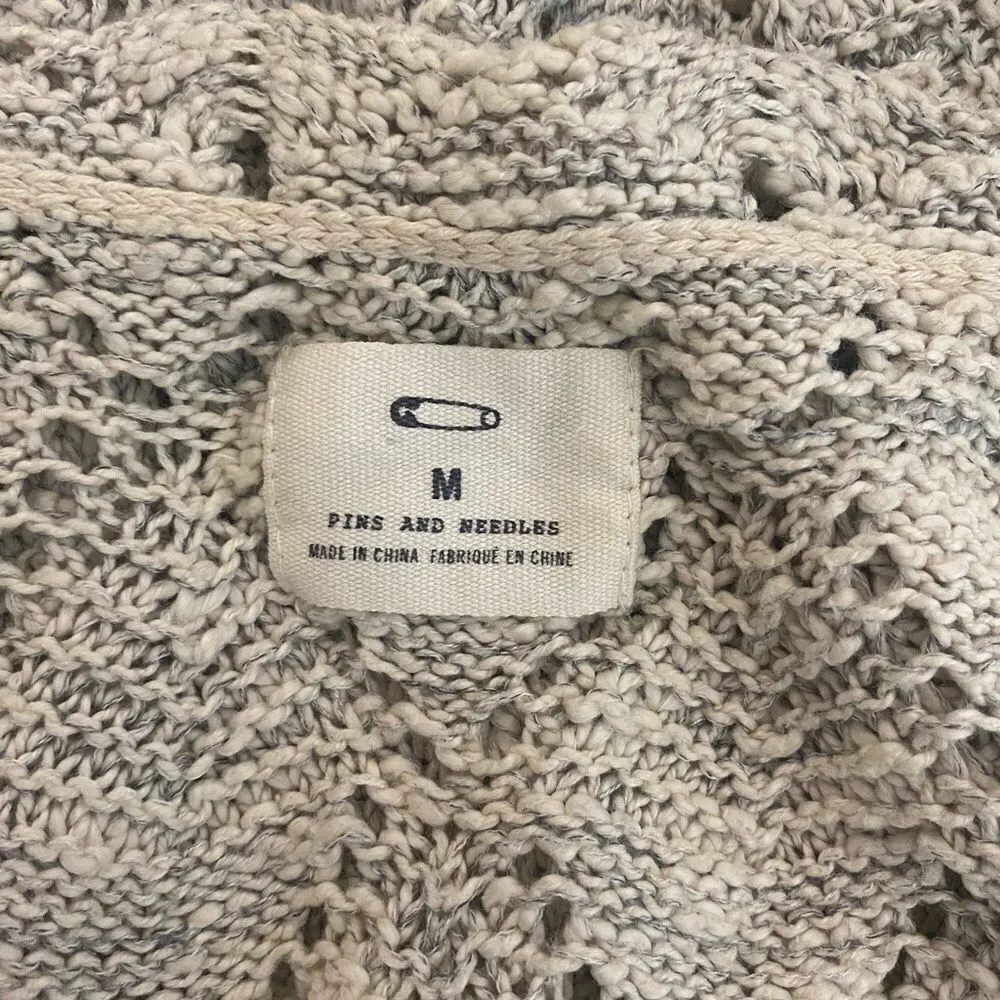 M
PINS AND NEEDLES
MADE IN CHINA FABRIQUÉ EN CHINE